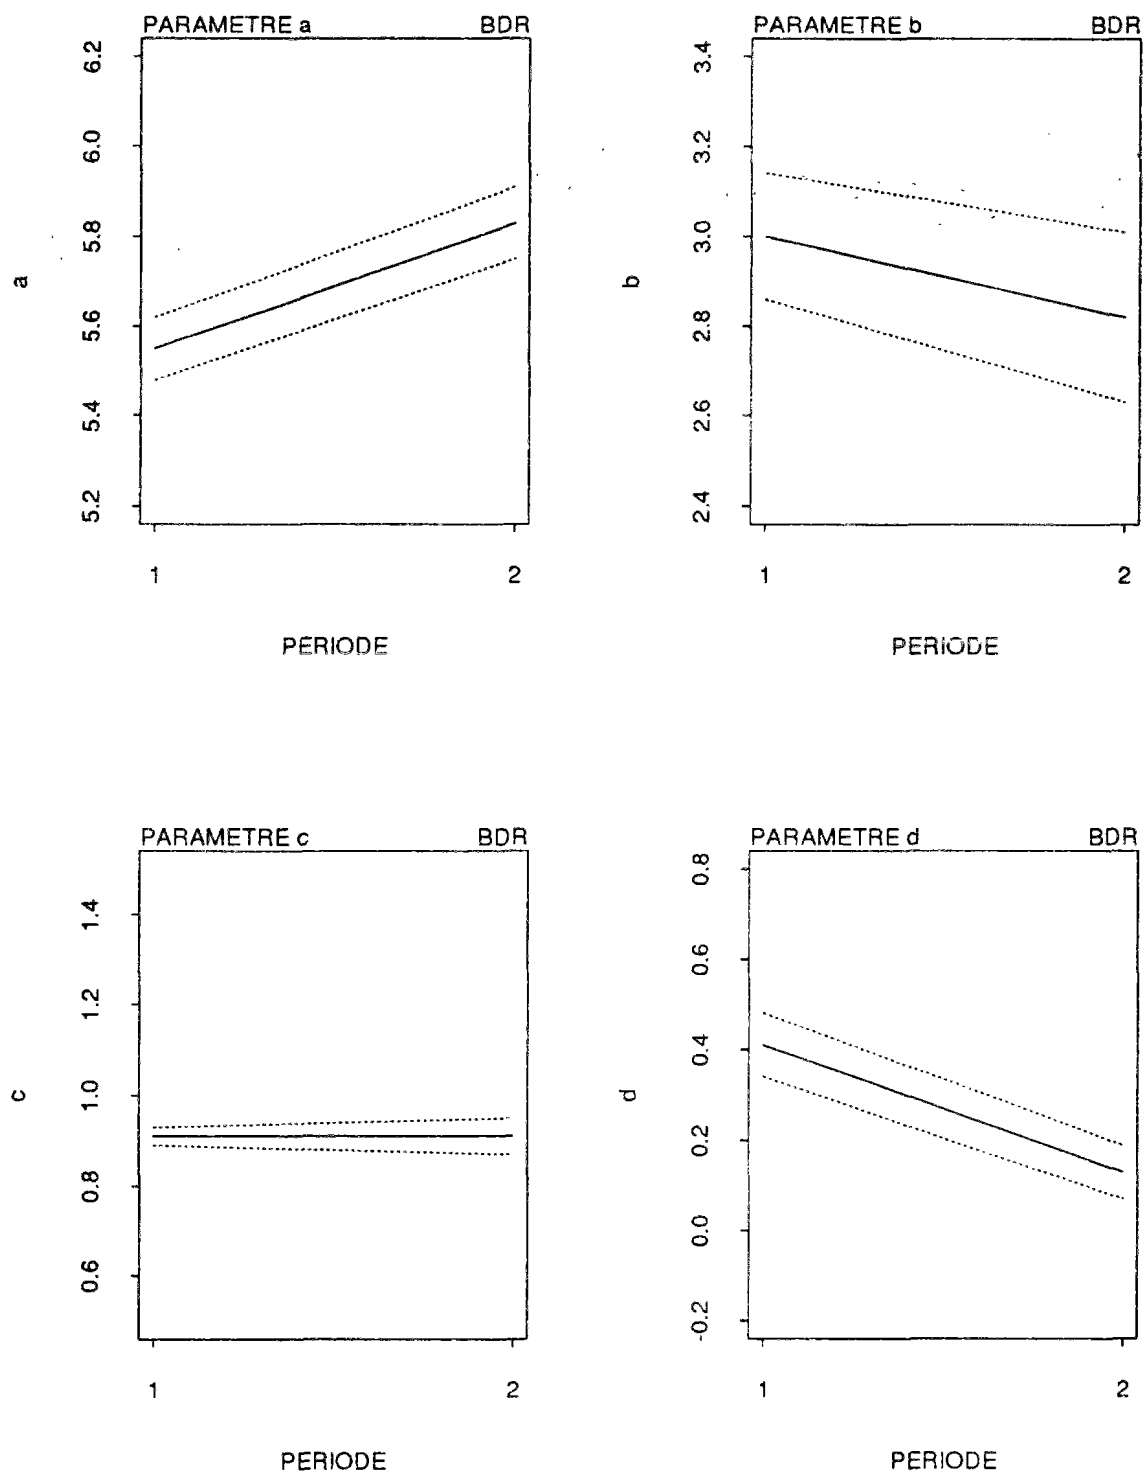 PARAMETRE a BDR
6.2
6.0
5.8
5.6
5.4
5.2
a
1 2
PERIODE
PARAMETRE b BDR
3.4
3.2
3.0
2.8
2.6
2.4
b
1 2
PERIODE
PARAMETRE c BDR
1.4
1.2
1.0
0.8
0.6
c
1 2
PERIODE
PARAMETRE d BDR
0.8
0.6
0.4
0.2
0.0
-0.2
d
1 2
PERIODE